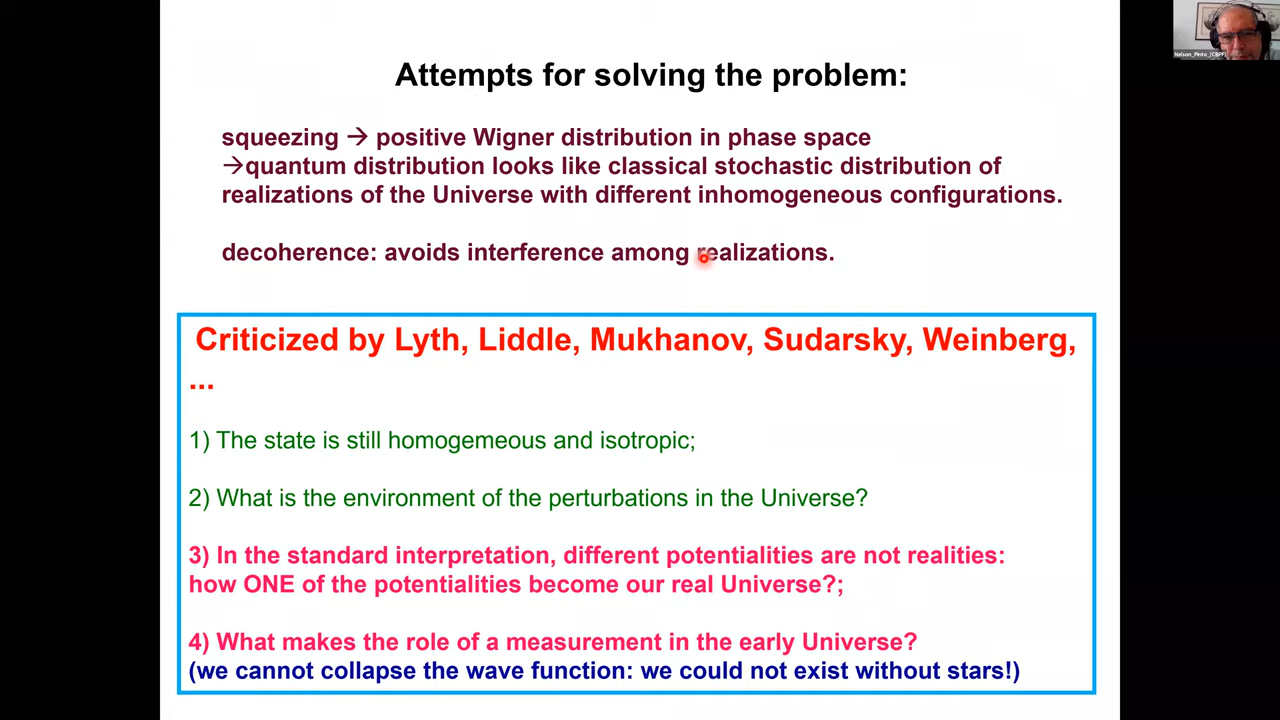 Attempts for solving the problem:
squeezing → positive Wigner distribution in phase space
→quantum distribution looks like classical stochastic distribution of
realizations of the Universe with different inhomogeneous configurations.
decoherence: avoids interference among realizations.
Criticized by Lyth, Liddle, Mukhanov, Sudarsky, Weinberg,
...
1) The state is still homogemeous and isotropic;
2) What is the environment of the perturbations in the Universe?
3) In the standard interpretation, different potentialities are not realities:
how ONE of the potentialities become our real Universe?;
4) What makes the role of a measurement in the early Universe?
(we cannot collapse the wave function: we could not exist without stars!)
Nelson_Pinto_(CBPF)